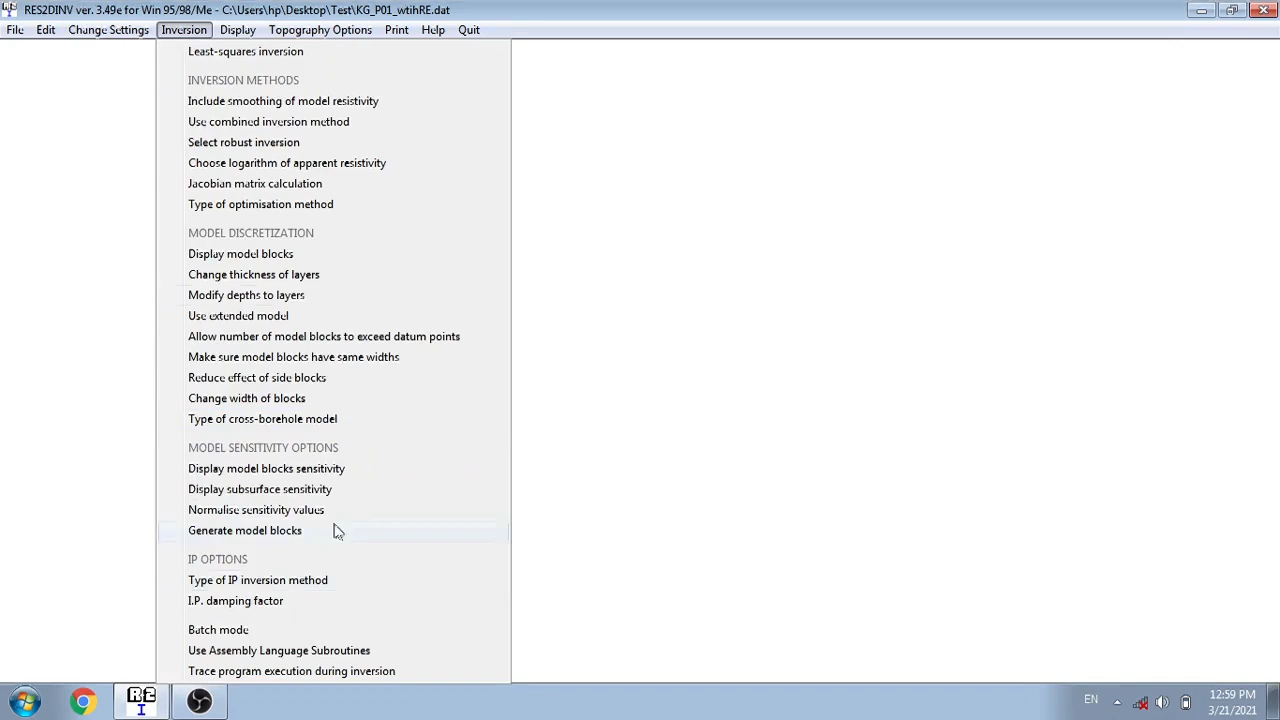 RES2DINV ver. 3.49e for Win 95/98/Me - C:\Users\hp\Desktop\Test\KG_P01_wtihRE.dat
File Edit Change Settings Inversion Display Topography Options Print Help Quit
Least-squares inversion
INVERSION METHODS
Include smoothing of model resistivity
Use combined inversion method
Select robust inversion
Choose logarithm of apparent resistivity
Jacobian matrix calculation
Type of optimisation method
MODEL DISCRETIZATION
Display model blocks
Change thickness of layers
Modify depths to layers
Use extended model
Allow number of model blocks to exceed datum points
Make sure model blocks have same widths
Reduce effect of side blocks
Change width of blocks
Type of cross-borehole model
MODEL SENSITIVITY OPTIONS
Display model blocks sensitivity
Display subsurface sensitivity
Normalise sensitivity values
Generate model blocks
IP OPTIONS
Type of IP inversion method
I.P. damping factor
Batch mode
Use Assembly Language Subroutines
Trace program execution during inversion
R2
I
EN
12:59 PM
3/21/2021